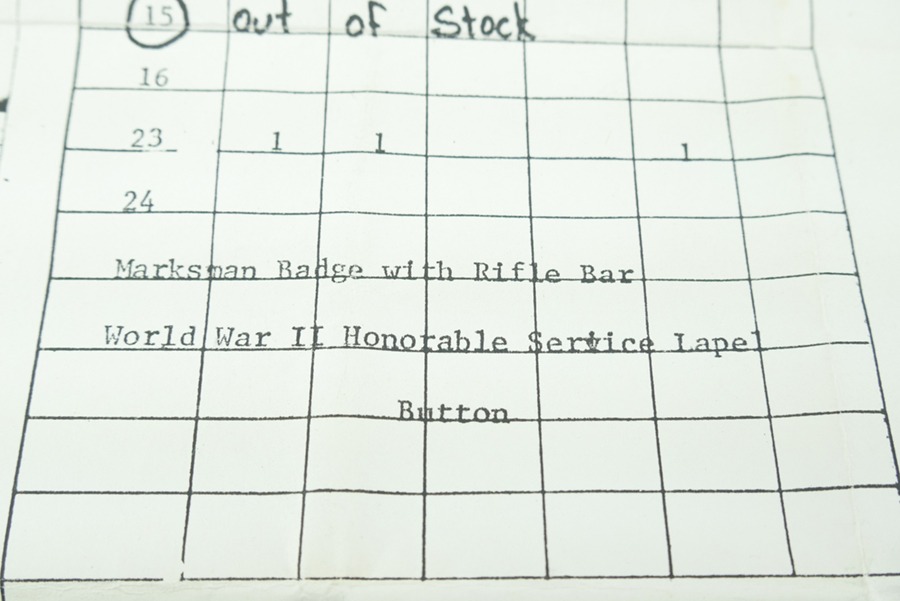 15 out of Stock
16
23 1 1 1
24
Marksman Badge with Rifle Bar
World War II Honorable Service Lapel
Button